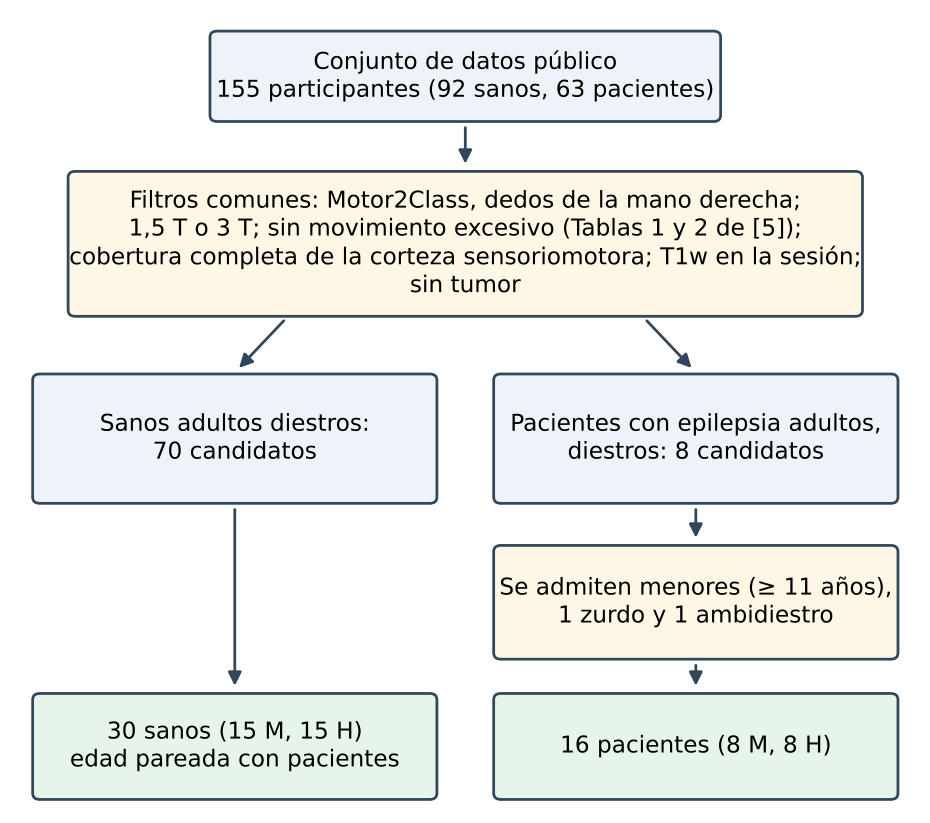 Conjunto de datos público
155 participantes (92 sanos, 63 pacientes)
Filtros comunes: Motor2Class, dedos de la mano derecha;
1,5 T o 3 T; sin movimiento excesivo (Tablas 1 y 2 de [5]);
cobertura completa de la corteza sensoriomotora; T1w en la sesión;
sin tumor
Sanos adultos diestros:
70 candidatos
Pacientes con epilepsia adultos,
diestros: 8 candidatos
Se admiten menores (≥ 11 años),
1 zurdo y 1 ambidiestro
30 sanos (15 M, 15 H)
edad pareada con pacientes
16 pacientes (8 M, 8 H)